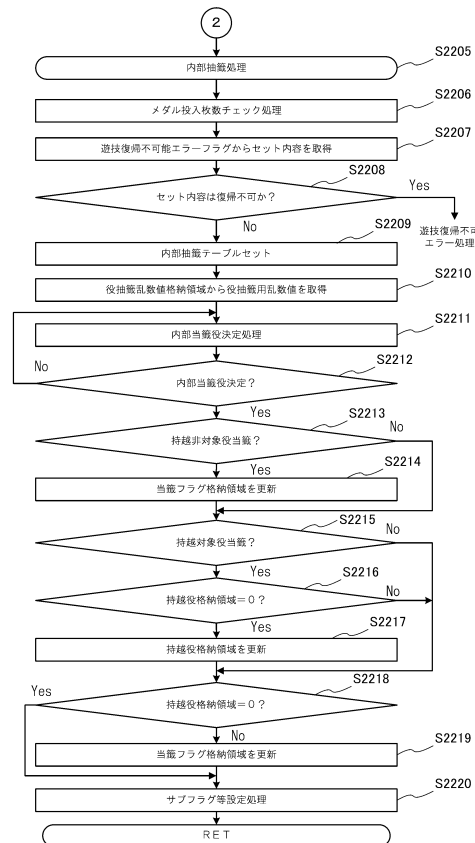 2
内部抽籤処理
S2205
メダル投入枚数チェック処理
S2206
遊技復帰不可能エラーフラグからセット内容を取得
S2207
セット内容は復帰不可か？
S2208
Yes
遊技復帰不可
エラー処理
No
内部抽籤テーブルセット
S2209
役抽籤乱数値格納領域から役抽籤用乱数値を取得
S2210
内部当籤役決定処理
S2211
No
内部当籤役決定？
S2212
Yes
持越非対象役当籤？
S2213
No
Yes
当籤フラグ格納領域を更新
S2214
持越対象役当籤？
S2215
No
Yes
持越役格納領域=0？
S2216
No
Yes
持越役格納領域を更新
S2217
Yes
持越役格納領域=0？
S2218
No
当籤フラグ格納領域を更新
S2219
サブフラグ等設定処理
S2220
RET